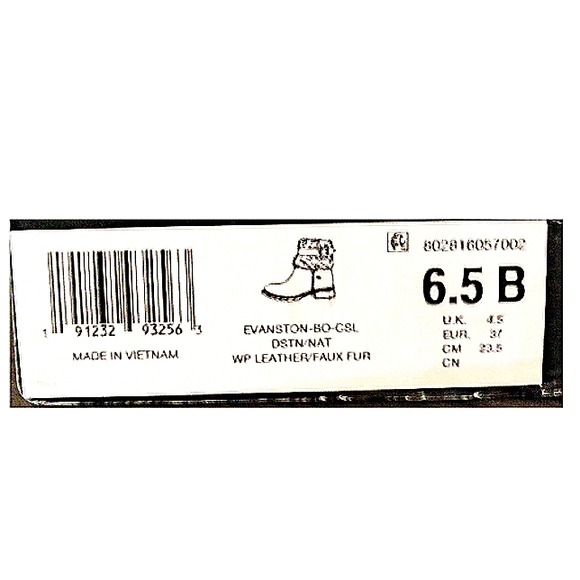 802816057002
6.5 B
U.K. 4.5
EUR. 37
CM 23.5
CN
1 91232 93256 3
MADE IN VIETNAM
EVANSTON-BO-CSL
DSTN/NAT
WP LEATHER/FAUX FUR